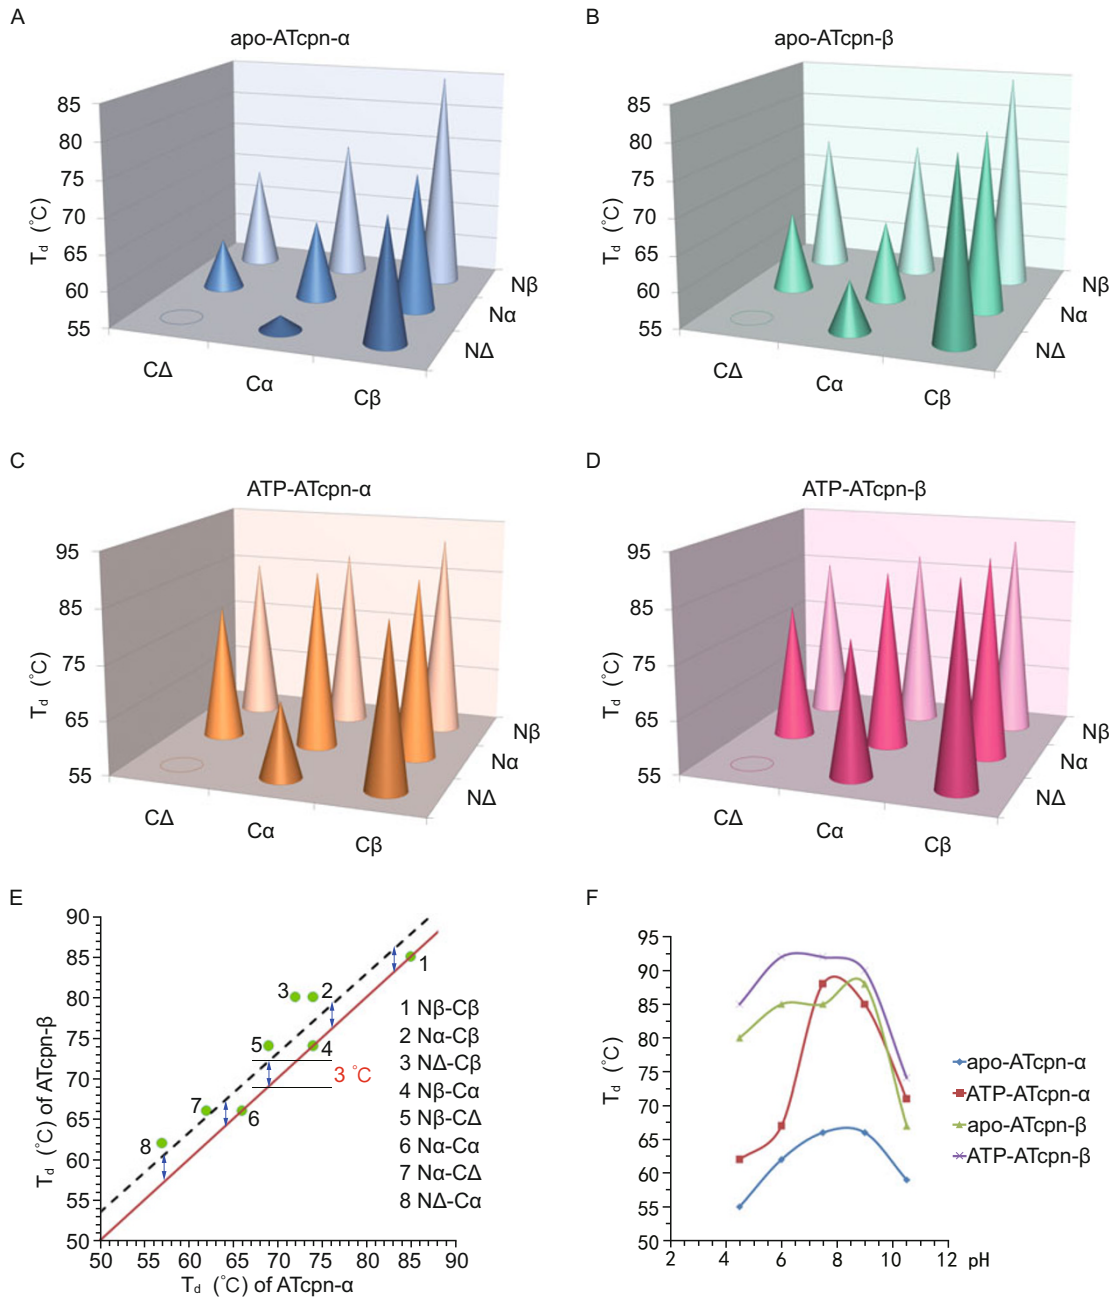 A
B
apo-ATcpn-α
apo-ATcpn-β
85
80
75
70
65
60
55
T_d (°C)
Nβ
Nα
NΔ
CΔ
Cα
Cβ
85
80
75
70
65
60
55
T_d (°C)
Nβ
Nα
NΔ
CΔ
Cα
Cβ
C
D
ATP-ATcpn-α
ATP-ATcpn-β
95
85
75
65
55
T_d (°C)
Nβ
Nα
NΔ
CΔ
Cα
Cβ
95
85
75
65
55
T_d (°C)
Nβ
Nα
NΔ
CΔ
Cα
Cβ
E
F
T_d (°C) of ATcpn-β
90
85
80
75
70
65
60
55
50
50 55 60 65 70 75 80 85 90
T_d (°C) of ATcpn-α
1
2
3
4
5
6
7
8
3 °C
1 Nβ-Cβ
2 Nα-Cβ
3 NΔ-Cβ
4 Nβ-Cα
5 Nβ-CΔ
6 Nα-Cα
7 Nα-CΔ
8 NΔ-Cα
T_d (°C)
95
90
85
80
75
70
65
60
55
50
2 4 6 8 10 12 pH
apo-ATcpn-α
ATP-ATcpn-α
apo-ATcpn-β
ATP-ATcpn-β